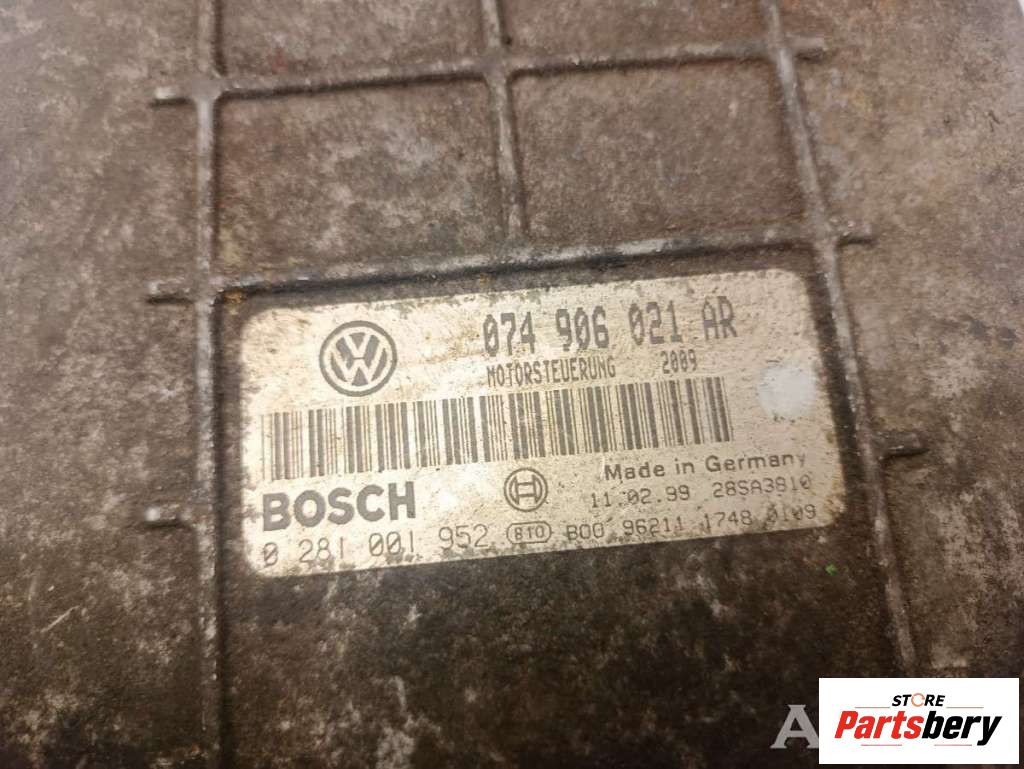 074 906 021 AR
MOTORSTEUERUNG 2009
Made in Germany
BOSCH 11.02.99 28SA3810
0 281 001 952 810 B00 96211 1748 0109
STORE
Partsbery